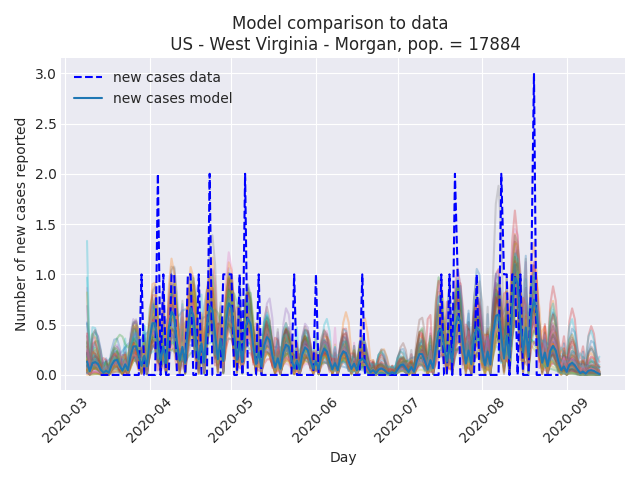 Model comparison to data
US - West Virginia - Morgan, pop. = 17884
new cases data
new cases model
Number of new cases reported
3.0
2.5
2.0
1.5
1.0
0.5
0.0
2020-03
2020-04
2020-05
2020-06
2020-07
2020-08
2020-09
Day